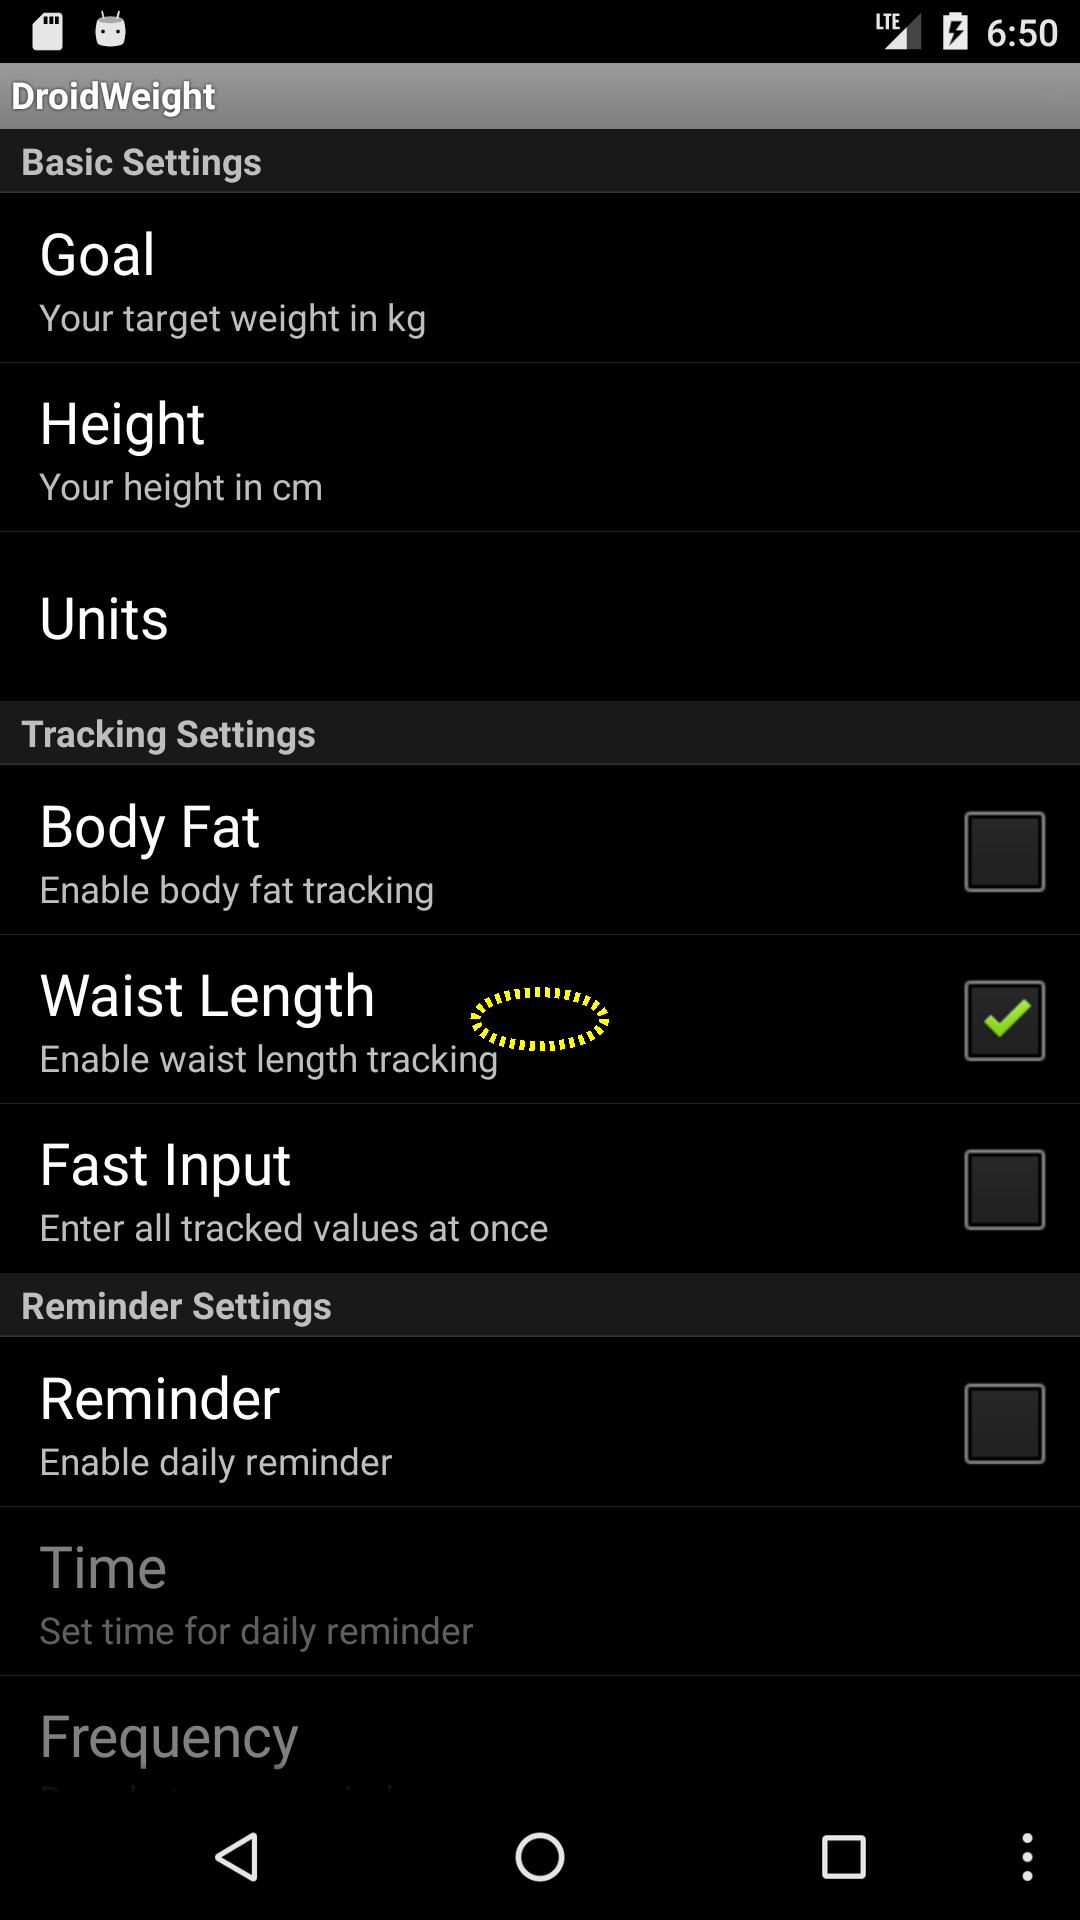 LTE 6:50
DroidWeight
Basic Settings
Goal
Your target weight in kg
Height
Your height in cm
Units
Tracking Settings
Body Fat
Enable body fat tracking
Waist Length
Enable waist length tracking
Fast Input
Enter all tracked values at once
Reminder Settings
Reminder
Enable daily reminder
Time
Set time for daily reminder
Frequency